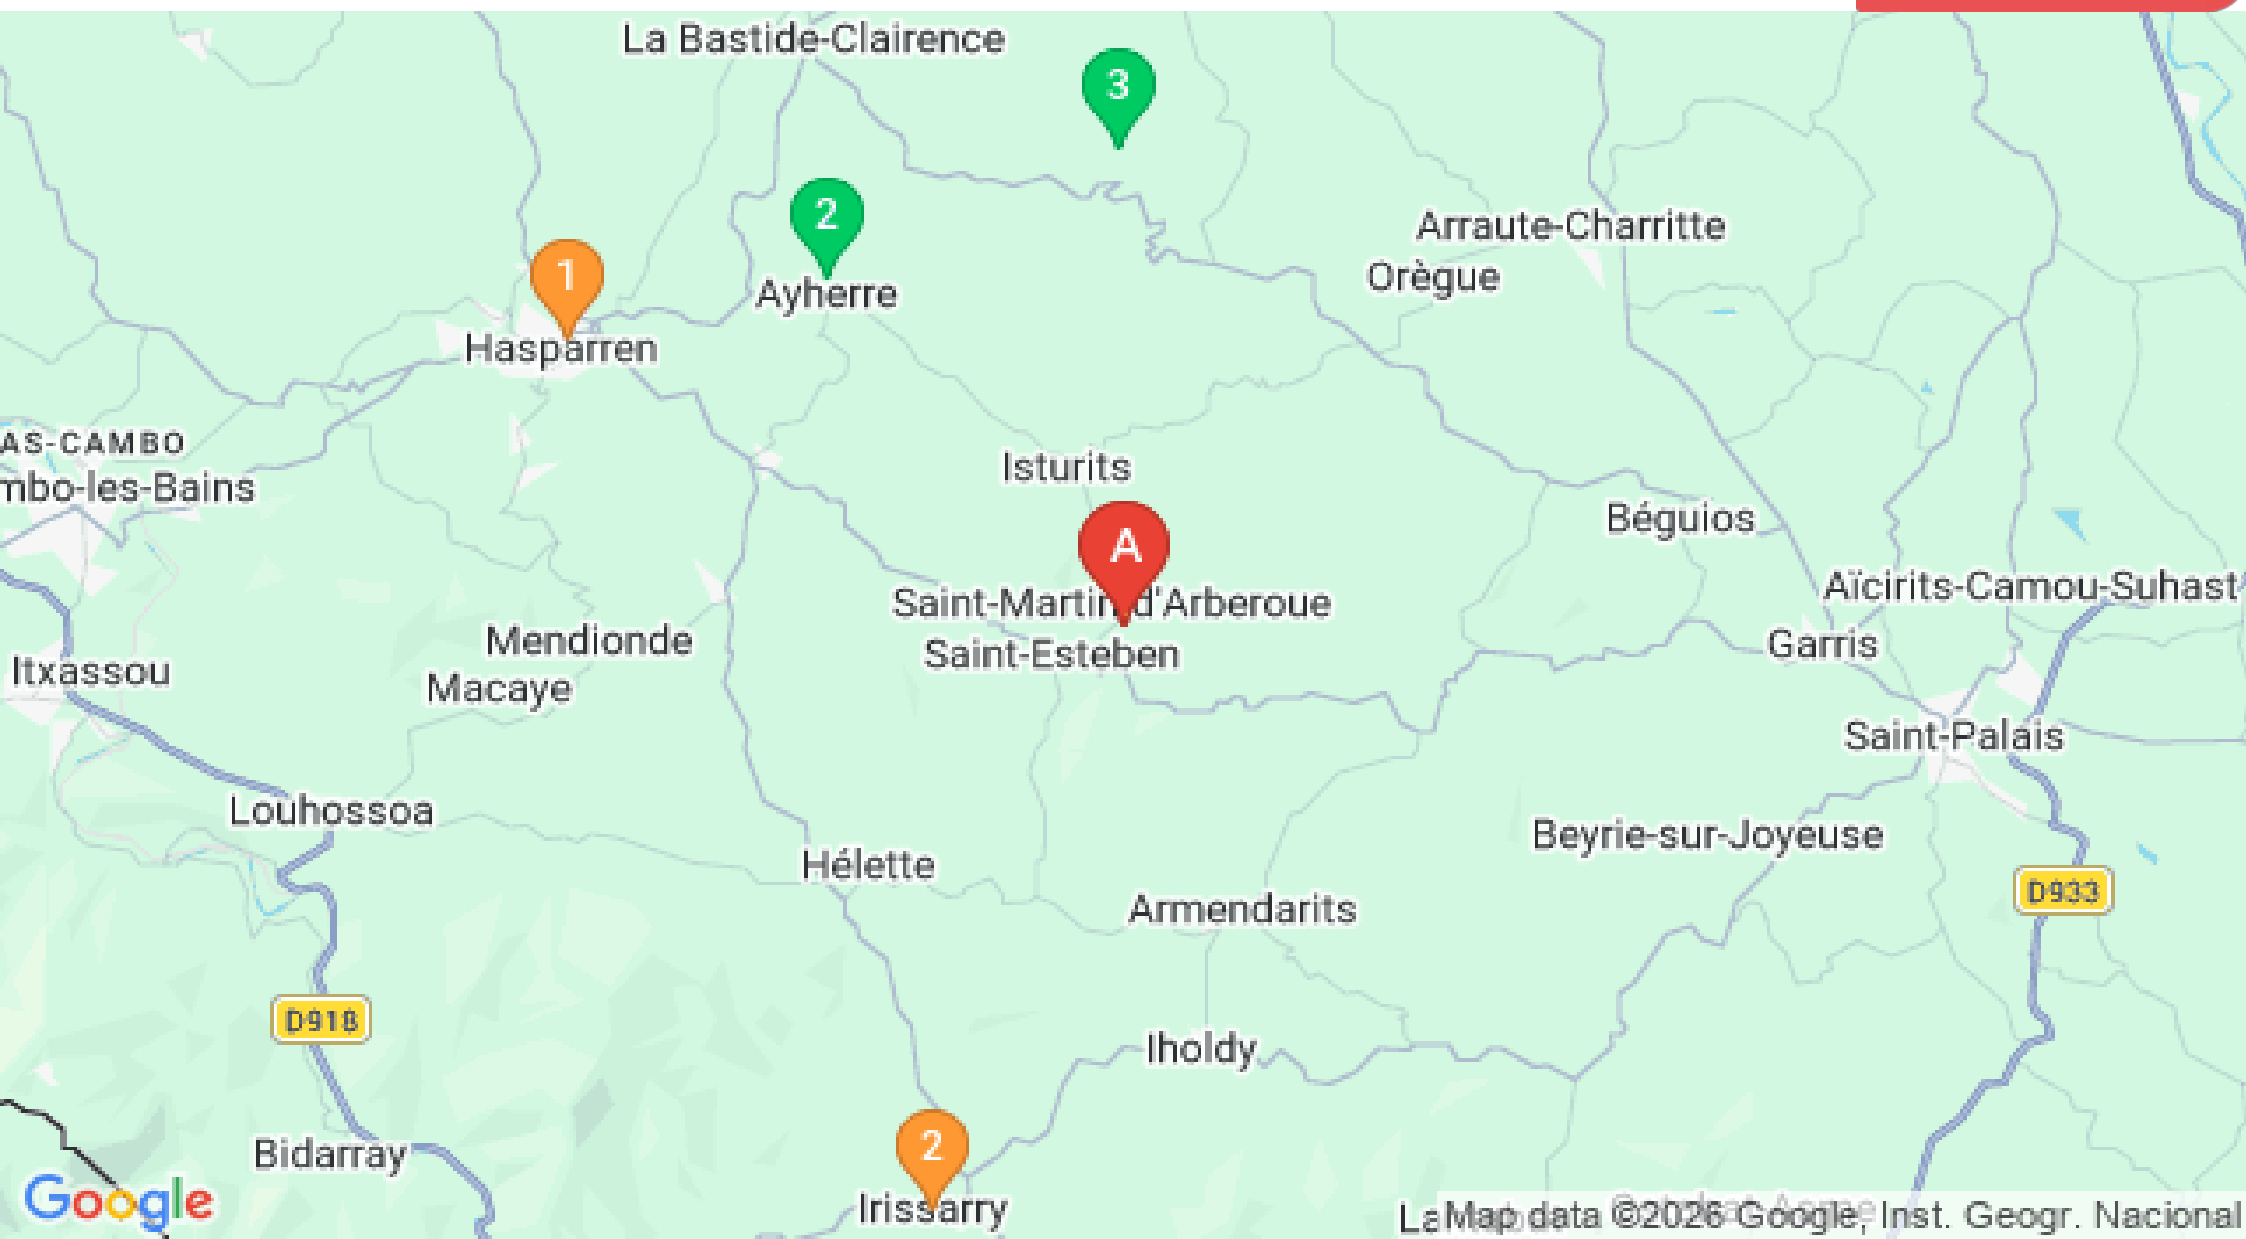 La Bastide-Clairence
3
2
Arraute-Charritte
1
Orègue
Ayherre
Hasparren
AS-CAMBO
Isturits
mbo-les-Bains
Béguios
A
Aïcirits-Camou-Suhast
Saint-Martin d'Arberoue
Mendionde
Garris
Saint-Esteben
Itxassou
Macaye
Saint-Palais
Louhossoa
Beyrie-sur-Joyeuse
Hélette
D933
Armendarits
D918
Iholdy
2
Bidarray
Google
Irissarry
La
Map data ©2026 Google, Inst. Geogr. Nacional